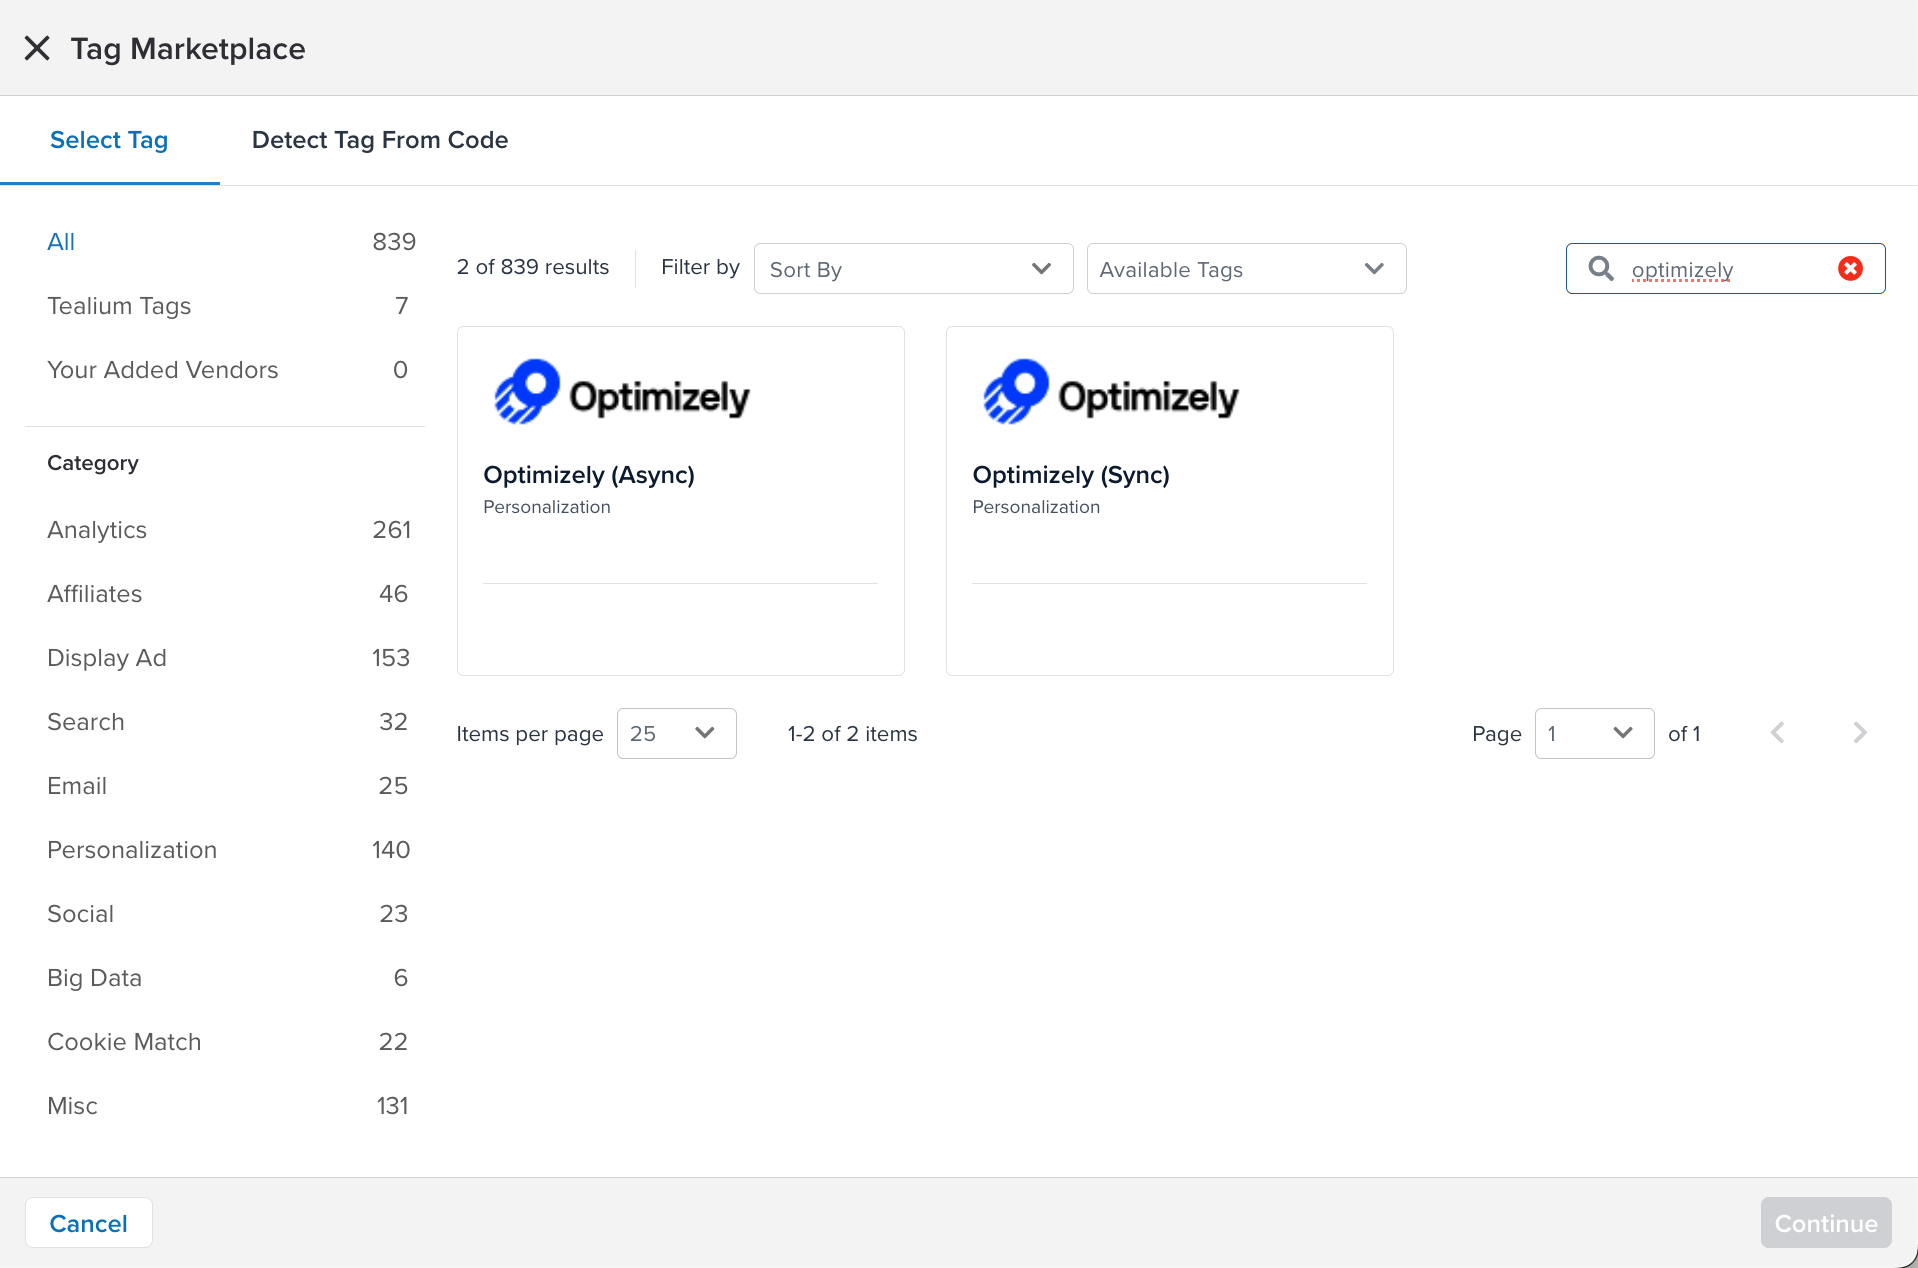 Tag Marketplace
Select Tag
Detect Tag From Code
All 839
Tealium Tags 7
Your Added Vendors 0
Category
Analytics 261
Affiliates 46
Display Ad 153
Search 32
Email 25
Personalization 140
Social 23
Big Data 6
Cookie Match 22
Misc 131
2 of 839 results
Filter by
Sort By
Available Tags
optimizely
Optimizely
Optimizely (Async)
Personalization
Optimizely
Optimizely (Sync)
Personalization
Items per page 25
1-2 of 2 items
Page 1 of 1
Cancel
Continue